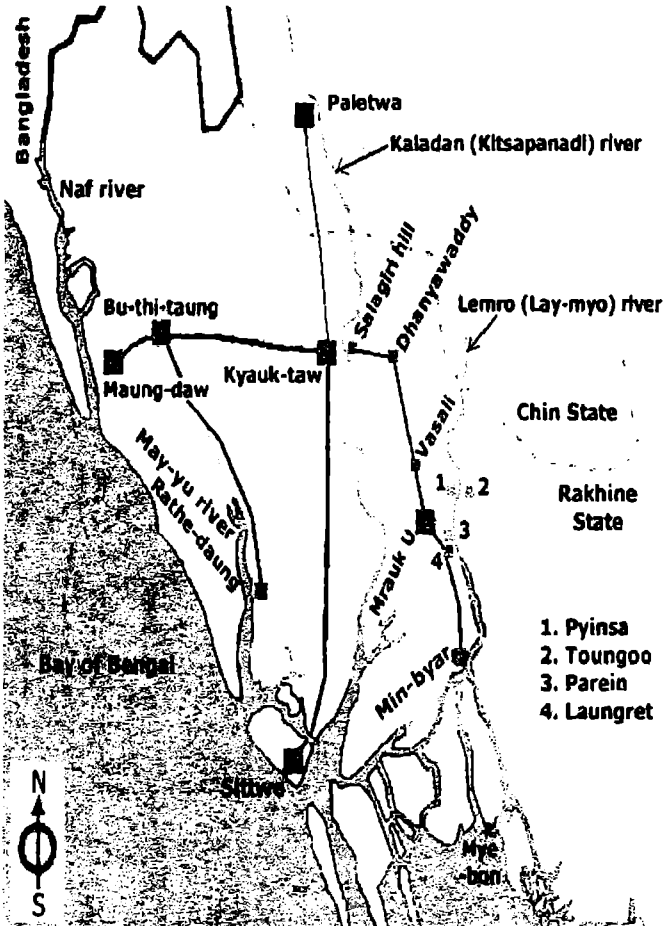 Bangladesh
Paletwa
Kaladan (Kitsapanadi) river
Naf river
Salagiri hill
Dhanyawaddy
Bu-thi-taung
Lemro (Lay-myo) river
Kyauk-taw
Maung-daw
Chin State
Vasali
May-yu river
Rathe-daung
1
2
Rakhine
State
Mrauk U
3
4
Bay of Bengal
Min-byar
1. Pyinsa
2. Toungoo
3. Parein
4. Laungret
Sittwe
Mye
-bon
N
S